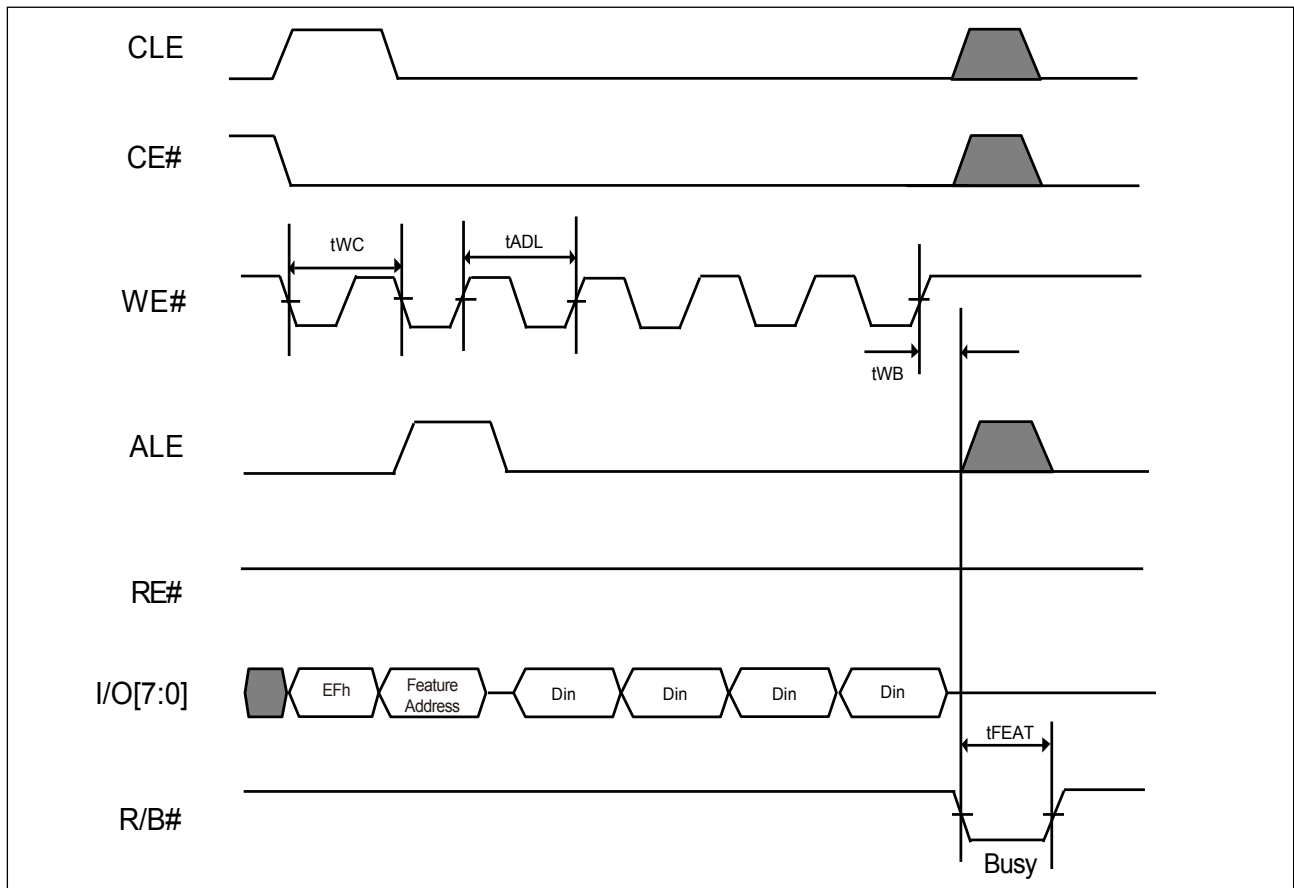 CLE
CE#
tWC
tADL
WE#
tWB
ALE
RE#
I/O[7:0]
EFh
Feature
Address
Din
Din
Din
Din
tFEAT
R/B#
Busy